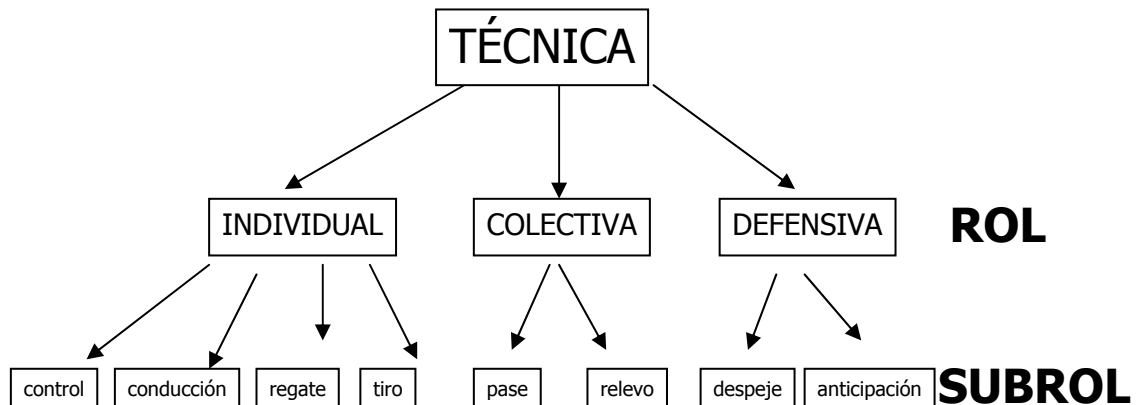 TÉCNICA
INDIVIDUAL COLECTIVA DEFENSIVA ROL
control conducción regate tiro pase relevo despeje anticipación SUBROL